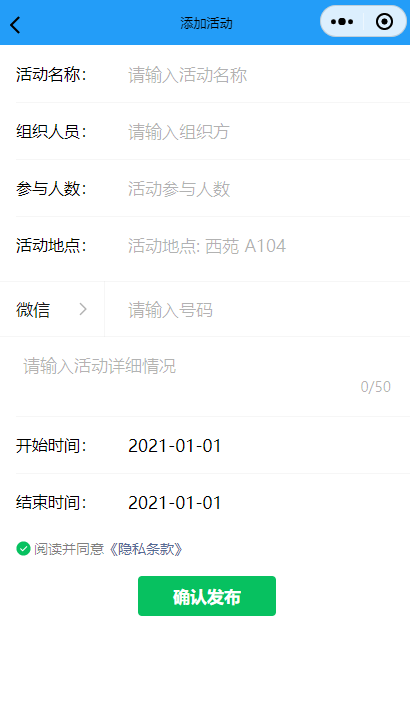 添加活动
活动名称： 请输入活动名称
组织人员： 请输入组织方
参与人数： 活动参与人数
活动地点： 活动地点: 西苑 A104
微信 请输入号码
请输入活动详细情况
0/50
开始时间： 2021-01-01
结束时间： 2021-01-01
阅读并同意《隐私条款》
确认发布